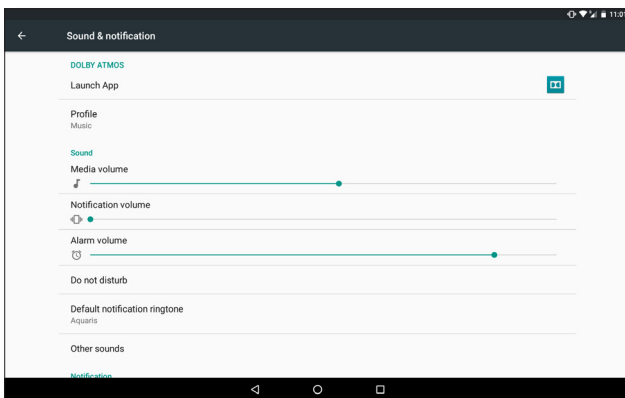 11:01
Sound & notification
DOLBY ATMOS
Launch App
Profile
Music
Sound
Media volume
Notification volume
Alarm volume
Do not disturb
Default notification ringtone
Aquaris
Other sounds
Notification